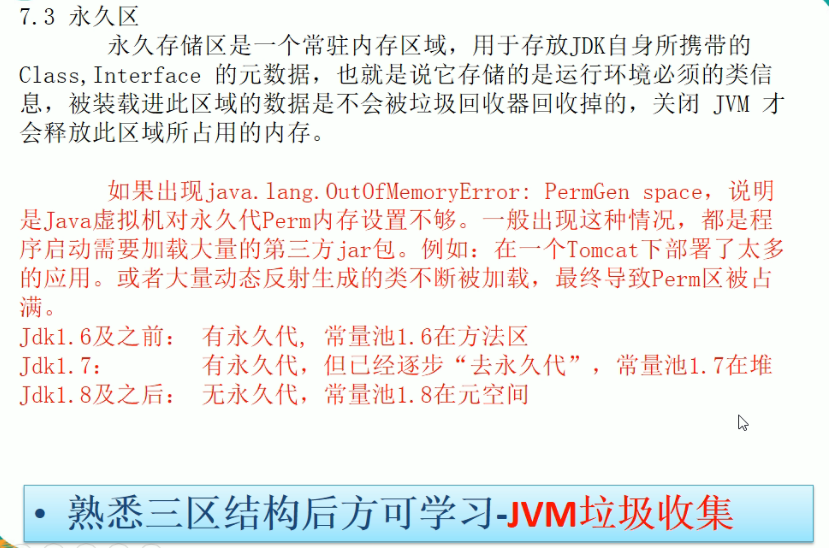 7.3 永久区
永久存储区是一个常驻内存区域，用于存放JDK自身所携带的
Class,Interface 的元数据，也就是说它存储的是运行环境必须的类信
息，被装载进此区域的数据是不会被垃圾回收器回收掉的，关闭 JVM 才
会释放此区域所占用的内存。
如果出现java.lang.OutOfMemoryError: PermGen space，说明
是Java虚拟机对永久代Perm内存设置不够。一般出现这种情况，都是程
序启动需要加载大量的第三方jar包。例如：在一个Tomcat下部署了太多
的应用。或者大量动态反射生成的类不断被加载，最终导致Perm区被占
满。
Jdk1.6及之前： 有永久代, 常量池1.6在方法区
Jdk1.7： 有永久代，但已经逐步“去永久代”，常量池1.7在堆
Jdk1.8及之后： 无永久代，常量池1.8在元空间
• 熟悉三区结构后方可学习-JVM垃圾收集